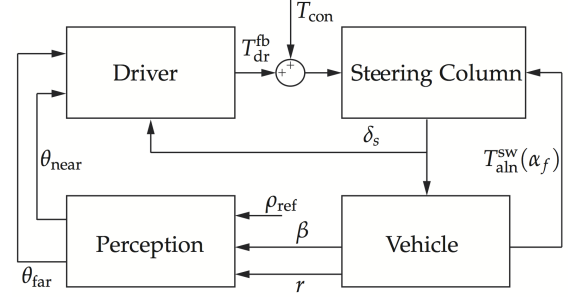 T_con
T_dr^fb
Driver
+
+
Steering Column
δ_s
θ_near
T_aln^sw(α_f)
ρ_ref
Perception
β
Vehicle
θ_far
r